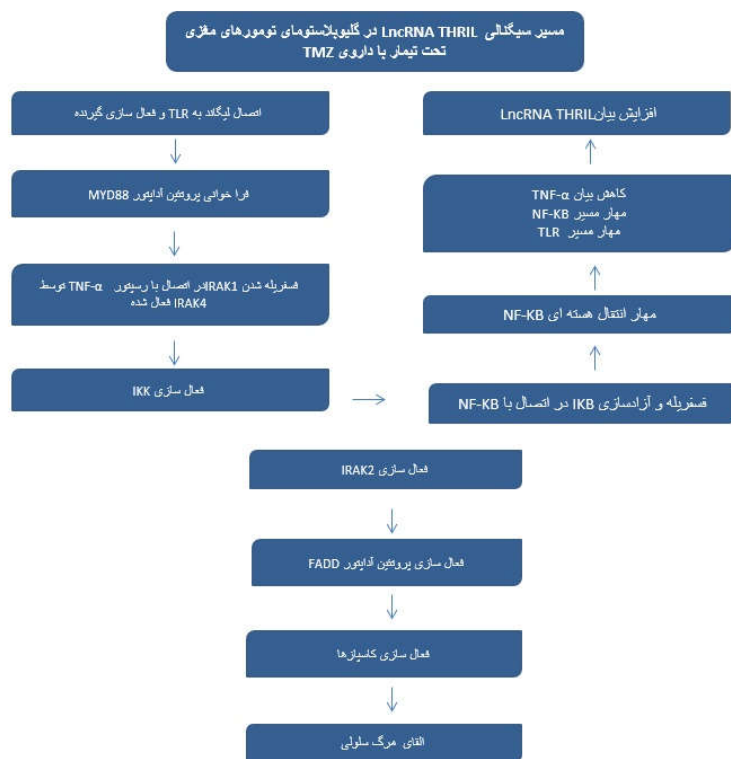 مسیر سیگنالی LncRNA THRIL در گلیوبلاستومای تومورهای مغزی
تحت تیمار با داروی TMZ
اتصال لیگاند به TLR و فعال سازی گیرنده
فرا خوانی پروتئین آداپتور MYD88
فسفریله شدن IRAK1در اتصال با رسپتور TNF-α توسط
IRAK4 فعال شده
فعال سازی IKK
فسفریله و آزادسازی IKB در اتصال با NF-KB
مهار انتقال هسته ای NF-KB
کاهش بیان TNF-α
مهار مسیر NF-KB
مهار مسیر TLR
افزایش بیانLncRNA THRIL
فعال سازی IRAK2
فعال سازی پروتئین آداپتور FADD
فعال سازی کاسپازها
القای مرگ سلولی